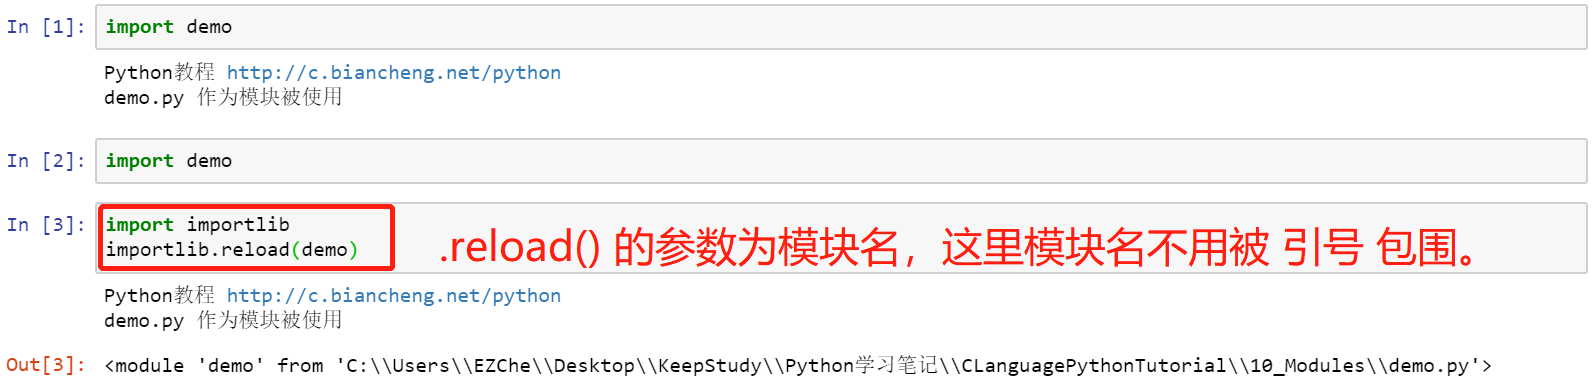 In [1]: import demo
Python教程 http://c.biancheng.net/python
demo.py 作为模块被使用
In [2]: import demo
In [3]: import importlib
importlib.reload(demo)
.reload() 的参数为模块名，这里模块名不用被 引号 包围。
Python教程 http://c.biancheng.net/python
demo.py 作为模块被使用
Out[3]: <module 'demo' from 'C:\\Users\\EZChe\\Desktop\\KeepStudy\\Python学习笔记\\CLanguagePythonTutorial\\10_Modules\\demo.py'>